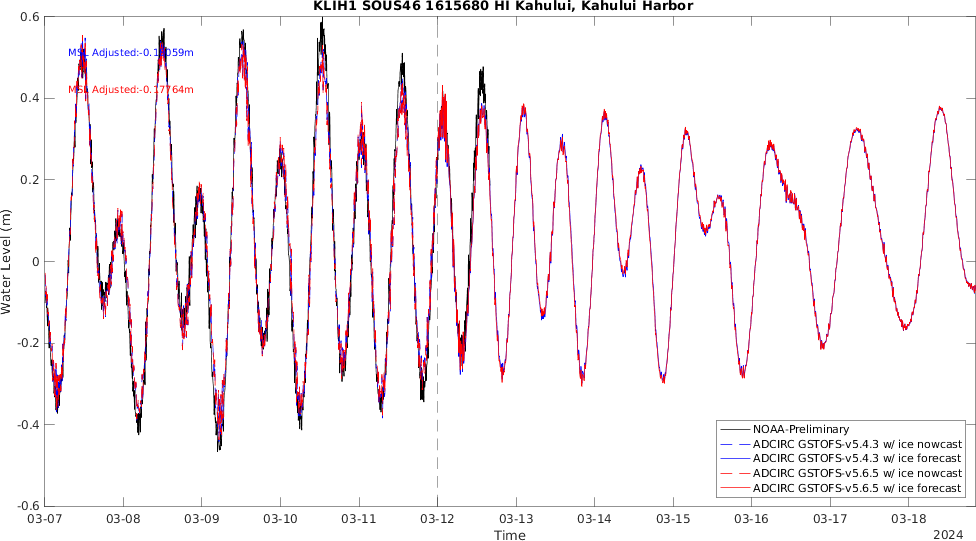 KLIH1 SOUS46 1615680 HI Kahului, Kahului Harbor
0.6
MSL Adjusted:
MSL Adjusted:-0.17764m
0.4
0.2
0
-0.2
-0.4
-0.6
Water Level (m)
NOAA-Preliminary
ADCIRC GSTOFS-v5.4.3 w/ ice nowcast
ADCIRC GSTOFS-v5.4.3 w/ ice forecast
ADCIRC GSTOFS-v5.6.5 w/ ice nowcast
ADCIRC GSTOFS-v5.6.5 w/ ice forecast
03-07 03-08 03-09 03-10 03-11 03-12 03-13 03-14 03-15 03-16 03-17 03-18
Time
2024